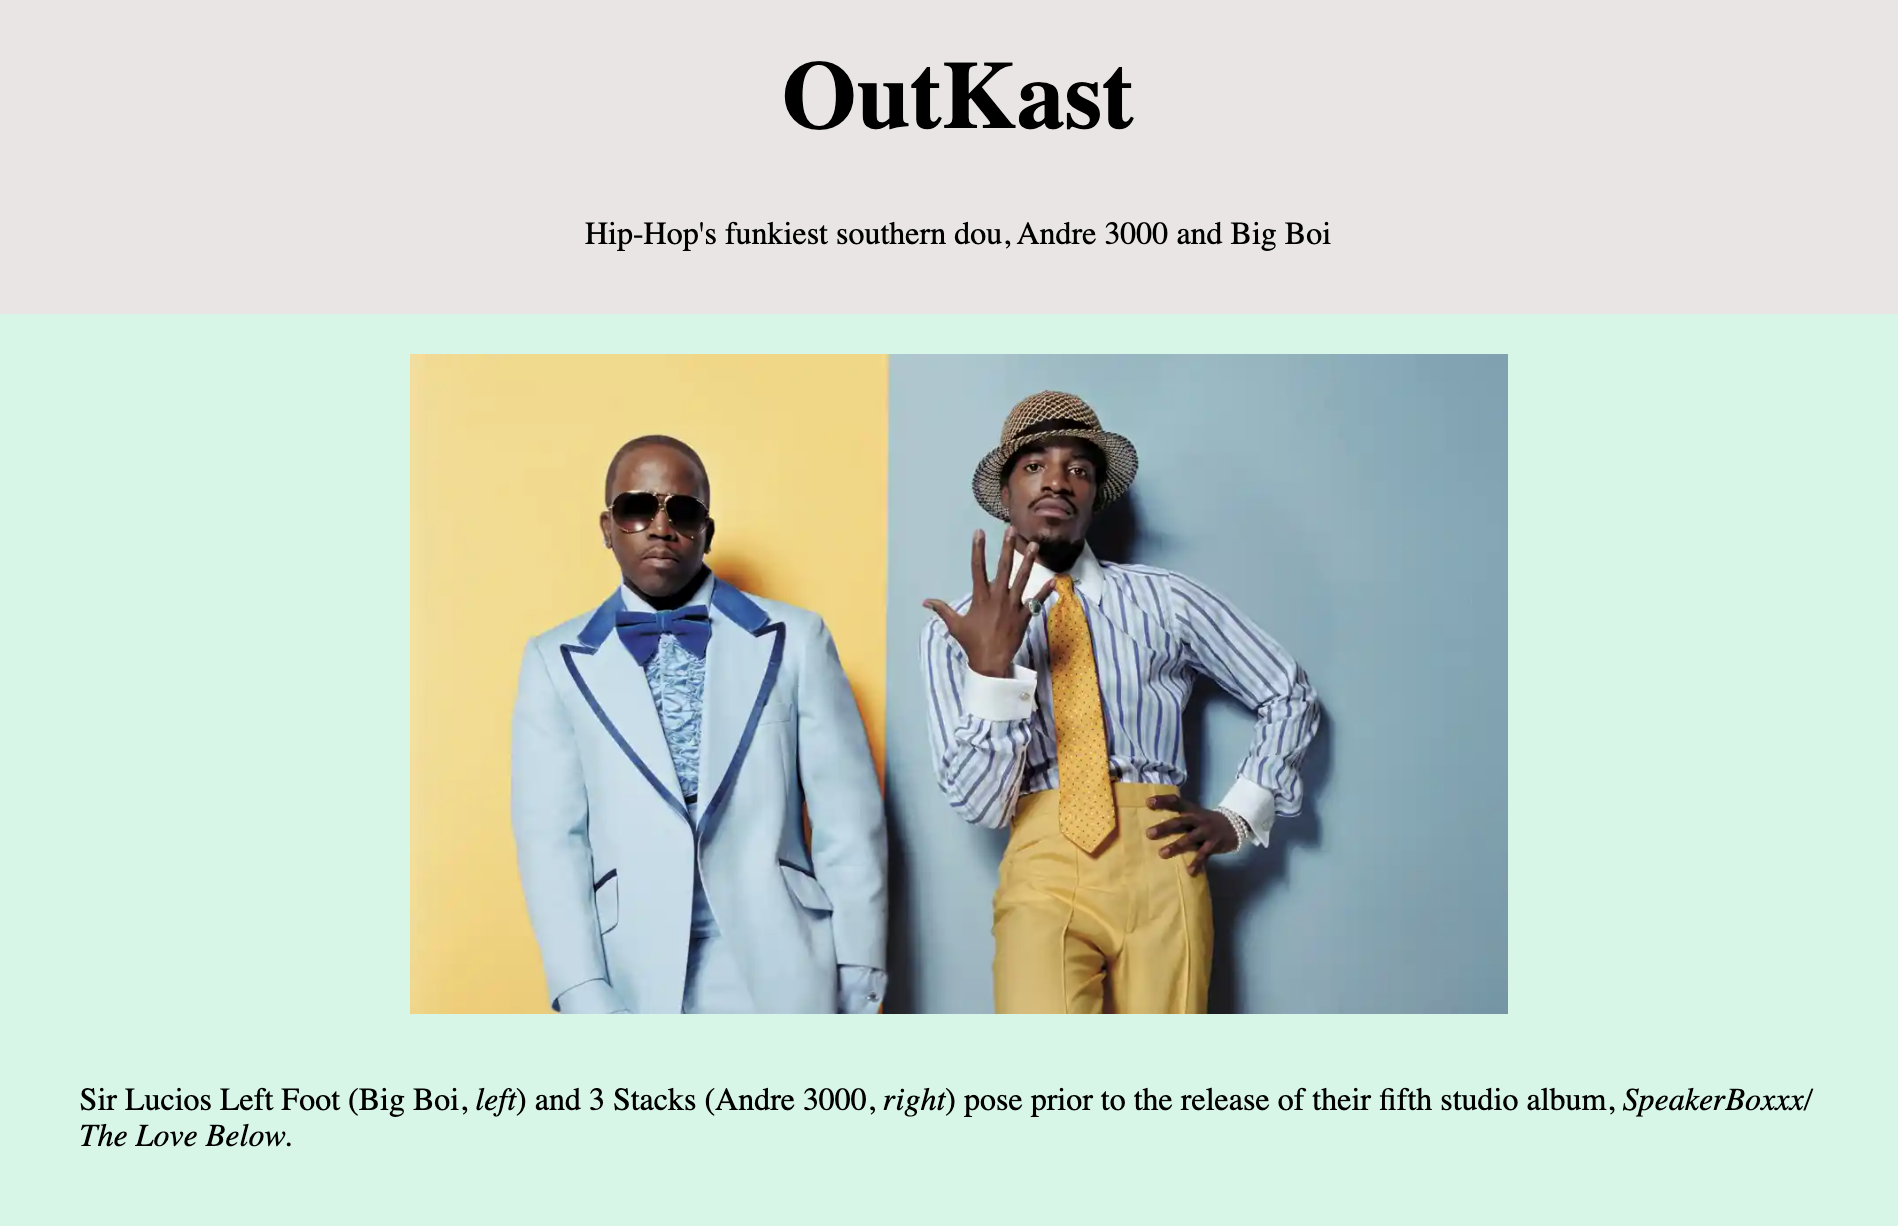 OutKast
Hip-Hop's funkiest southern dou, Andre 3000 and Big Boi
Sir Lucios Left Foot (Big Boi, left) and 3 Stacks (Andre 3000, right) pose prior to the release of their fifth studio album, SpeakerBoxxx/
The Love Below.